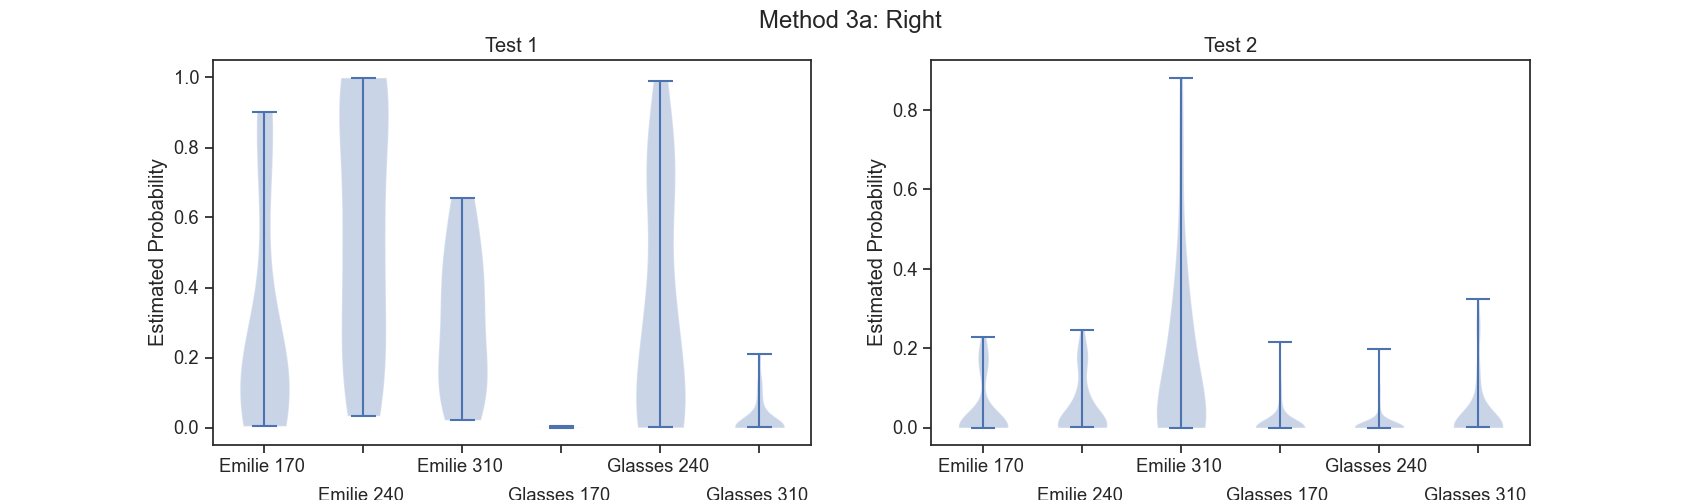 Method 3a: Right
Test 1
Estimated Probability
1.0
0.8
0.6
0.4
0.2
0.0
Emilie 170
Emilie 240
Emilie 310
Glasses 170
Glasses 240
Glasses 310
Test 2
Estimated Probability
0.8
0.6
0.4
0.2
0.0
Emilie 170
Emilie 240
Emilie 310
Glasses 170
Glasses 240
Glasses 310